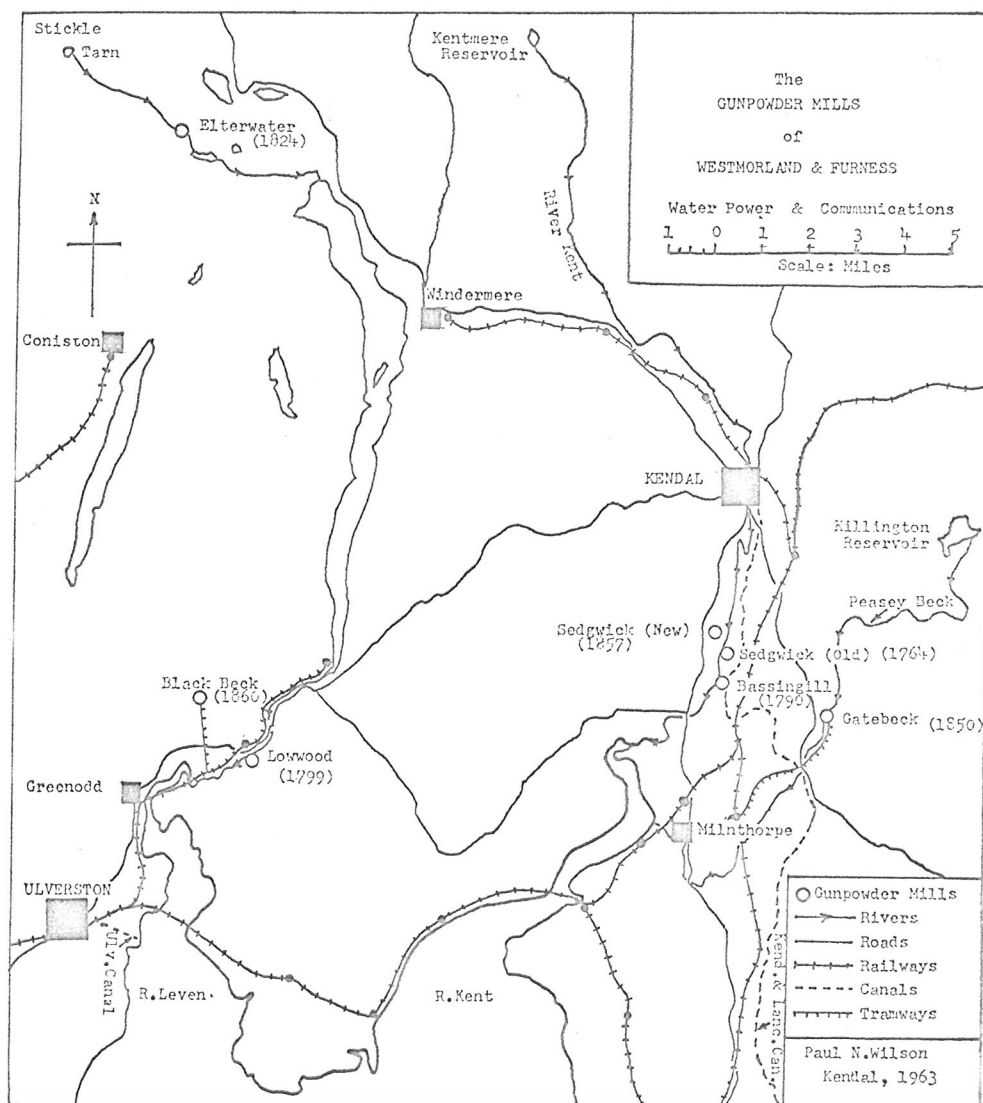 Stickle
Tarn
Kentmere
Reservoir
The
GUNPOWDER MILLS
of
WESTMORLAND & FURNESS
Water Power & Communications
1 0 1 2 3 4 5
Scale: Miles
Elterwater
(1824)
N
River Kent
Windermere
Coniston
KENDAL
Killington
Reservoir
Peasey Beck
Sedgwick (New)
(1857)
Sedgwick (Old) (1764)
Bassingill
(1790)
Gatebeck (1850)
Black Beck
(1860)
Lowwood
(1799)
Greenodd
Milnthorpe
ULVERSTON
Ulv. Canal
R.Leven.
R.Kent
Kend. & Lanc. Can.
Gunpowder Mills
Rivers
Roads
Railways
Canals
Tramways
Paul N.Wilson
Kendal, 1963